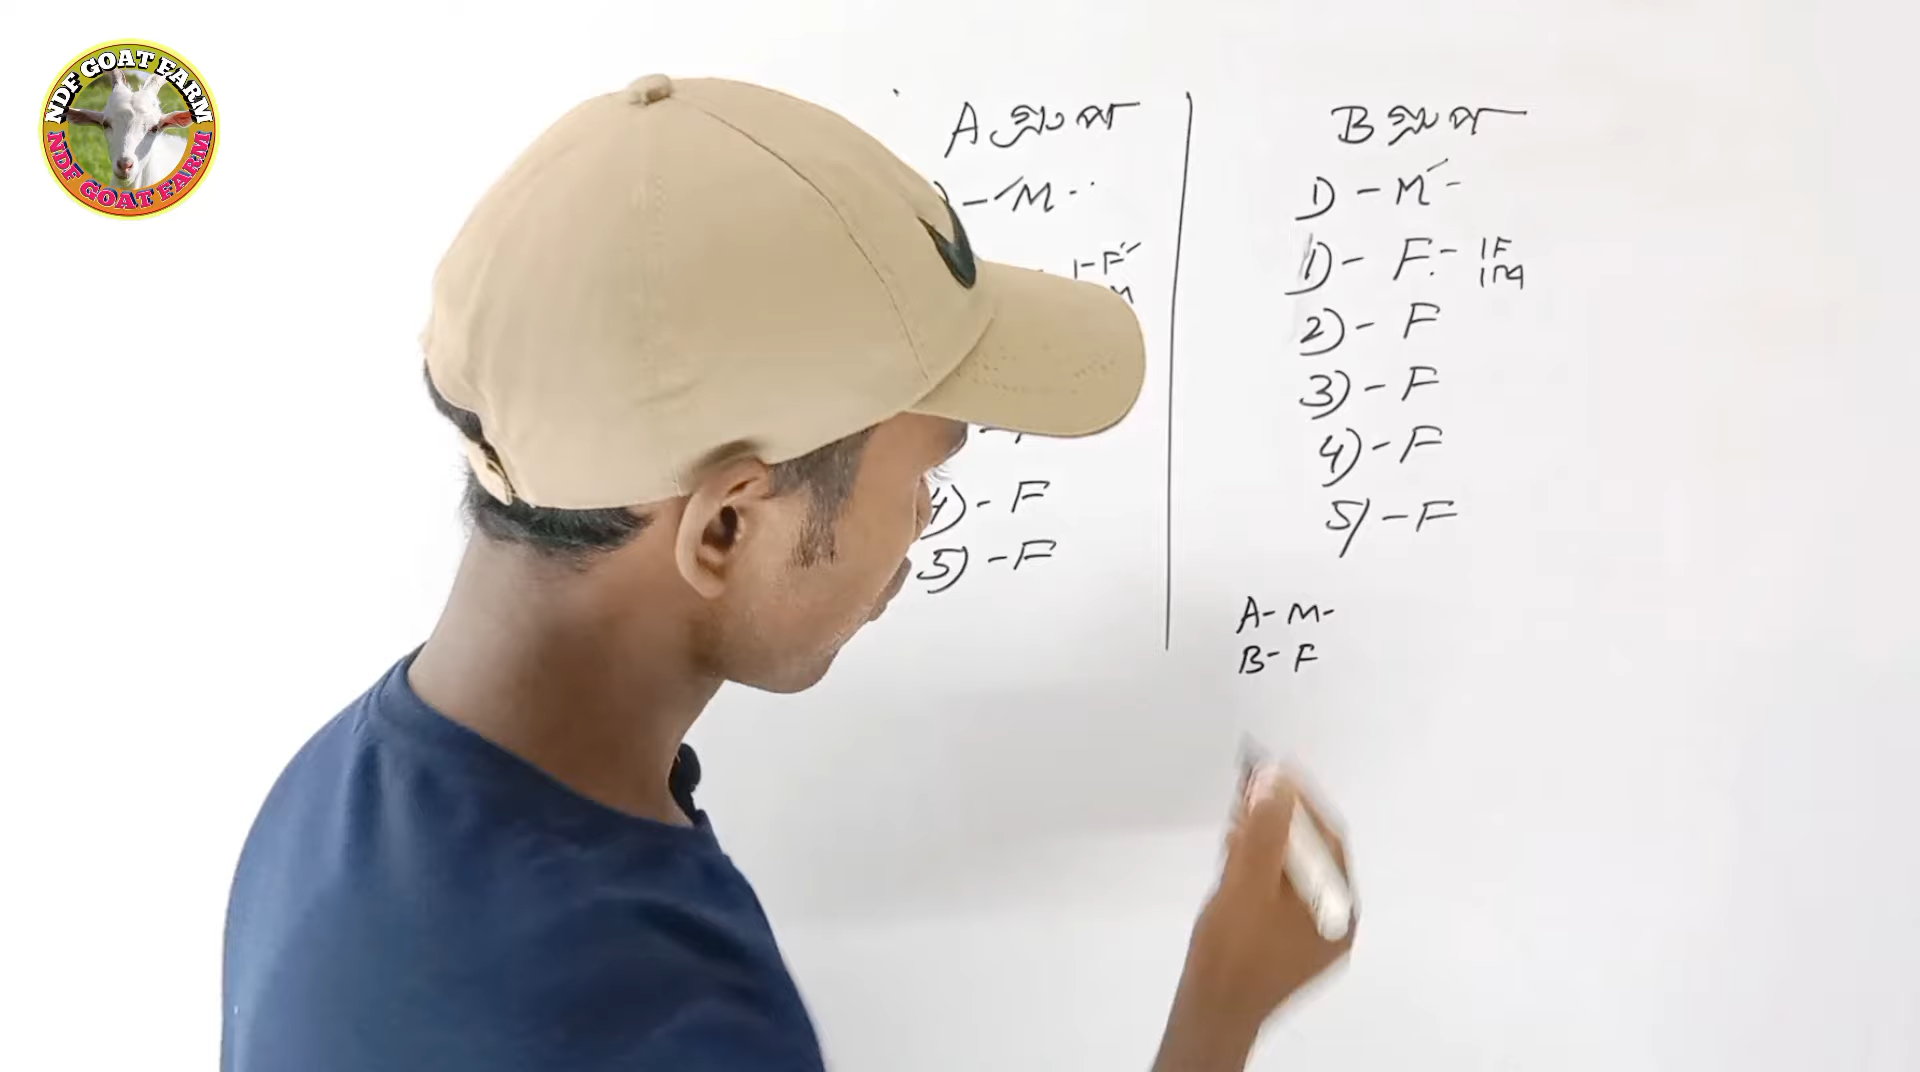 NDF GOAT FARM
NDF GOAT FARM
A গ্রুপ
- M -
1 - F
4) - F
5) - F
B গ্রুপ
1) - M -
1) - F - 1F
1M
2) - F
3) - F
4) - F
5) - F
A - M -
B - F